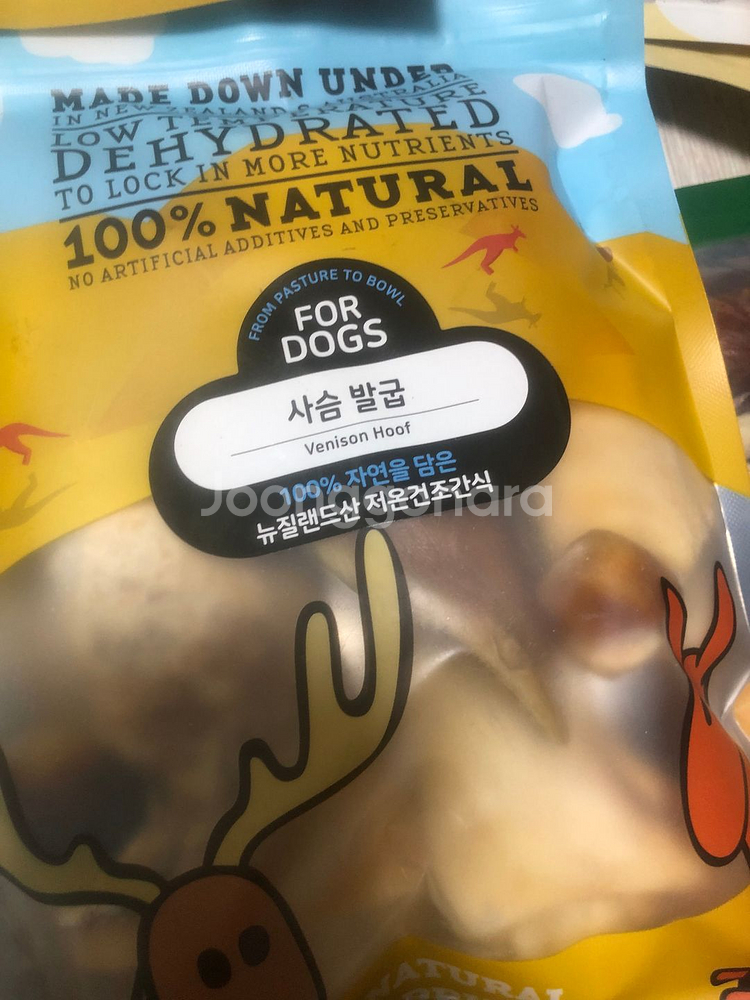 MADE DOWN UNDER
IN NEW ZEALAND & AUSTRALIA
LOW TEMPERATURE
DEHYDRATED
TO LOCK IN MORE NUTRIENTS
100% NATURAL
NO ARTIFICIAL ADDITIVES AND PRESERVATIVES
FROM PASTURE TO BOWL
FOR
DOGS
사슴 발굽
Venison Hoof
100% 자연을 담은
뉴질랜드산 저온건조간식
Joonggonara
NATURAL